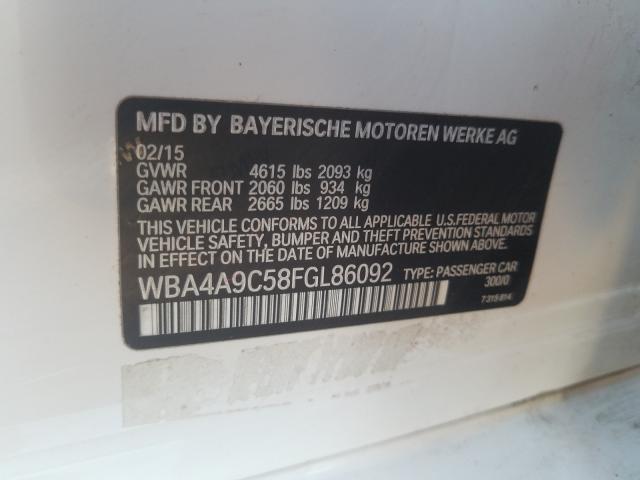 MFD BY BAYERISCHE MOTOREN WERKE AG
02/15
GVWR 4615 lbs 2093 kg
GAWR FRONT 2060 lbs 934 kg
GAWR REAR 2665 lbs 1209 kg
THIS VEHICLE CONFORMS TO ALL APPLICABLE U.S.FEDERAL MOTOR
VEHICLE SAFETY, BUMPER AND THEFT PREVENTION STANDARDS
IN EFFECT ON THE DATE OF MANUFACTURE SHOWN ABOVE.
WBA4A9C58FGL86092 TYPE: PASSENGER CAR
300/0
7315 814